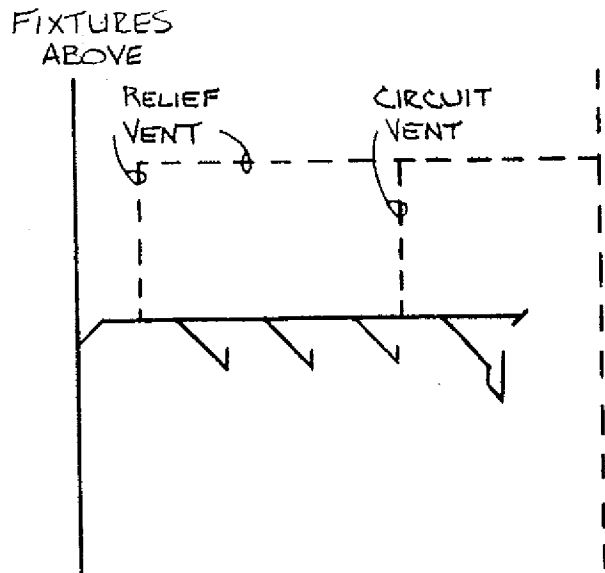 FIXTURES
ABOVE
RELIEF
VENT
CIRCUIT
VENT